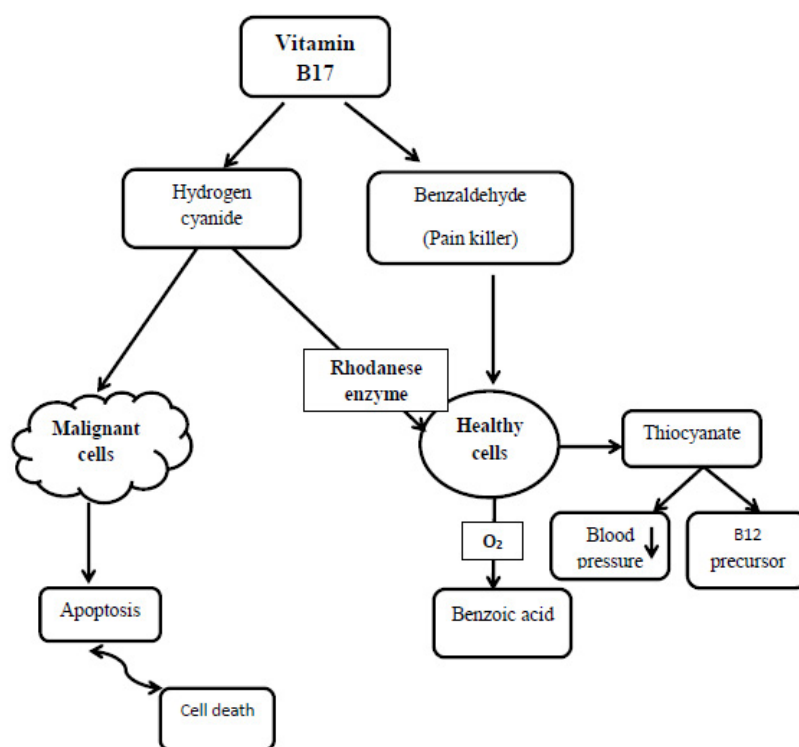 Vitamin
B17
Hydrogen
cyanide
Benzaldehyde
(Pain killer)
Rhodanese
enzyme
Malignant
cells
Healthy
cells
Thiocyanate
O₂
Blood
pressure
B12
precursor
Apoptosis
Benzoic acid
Cell death